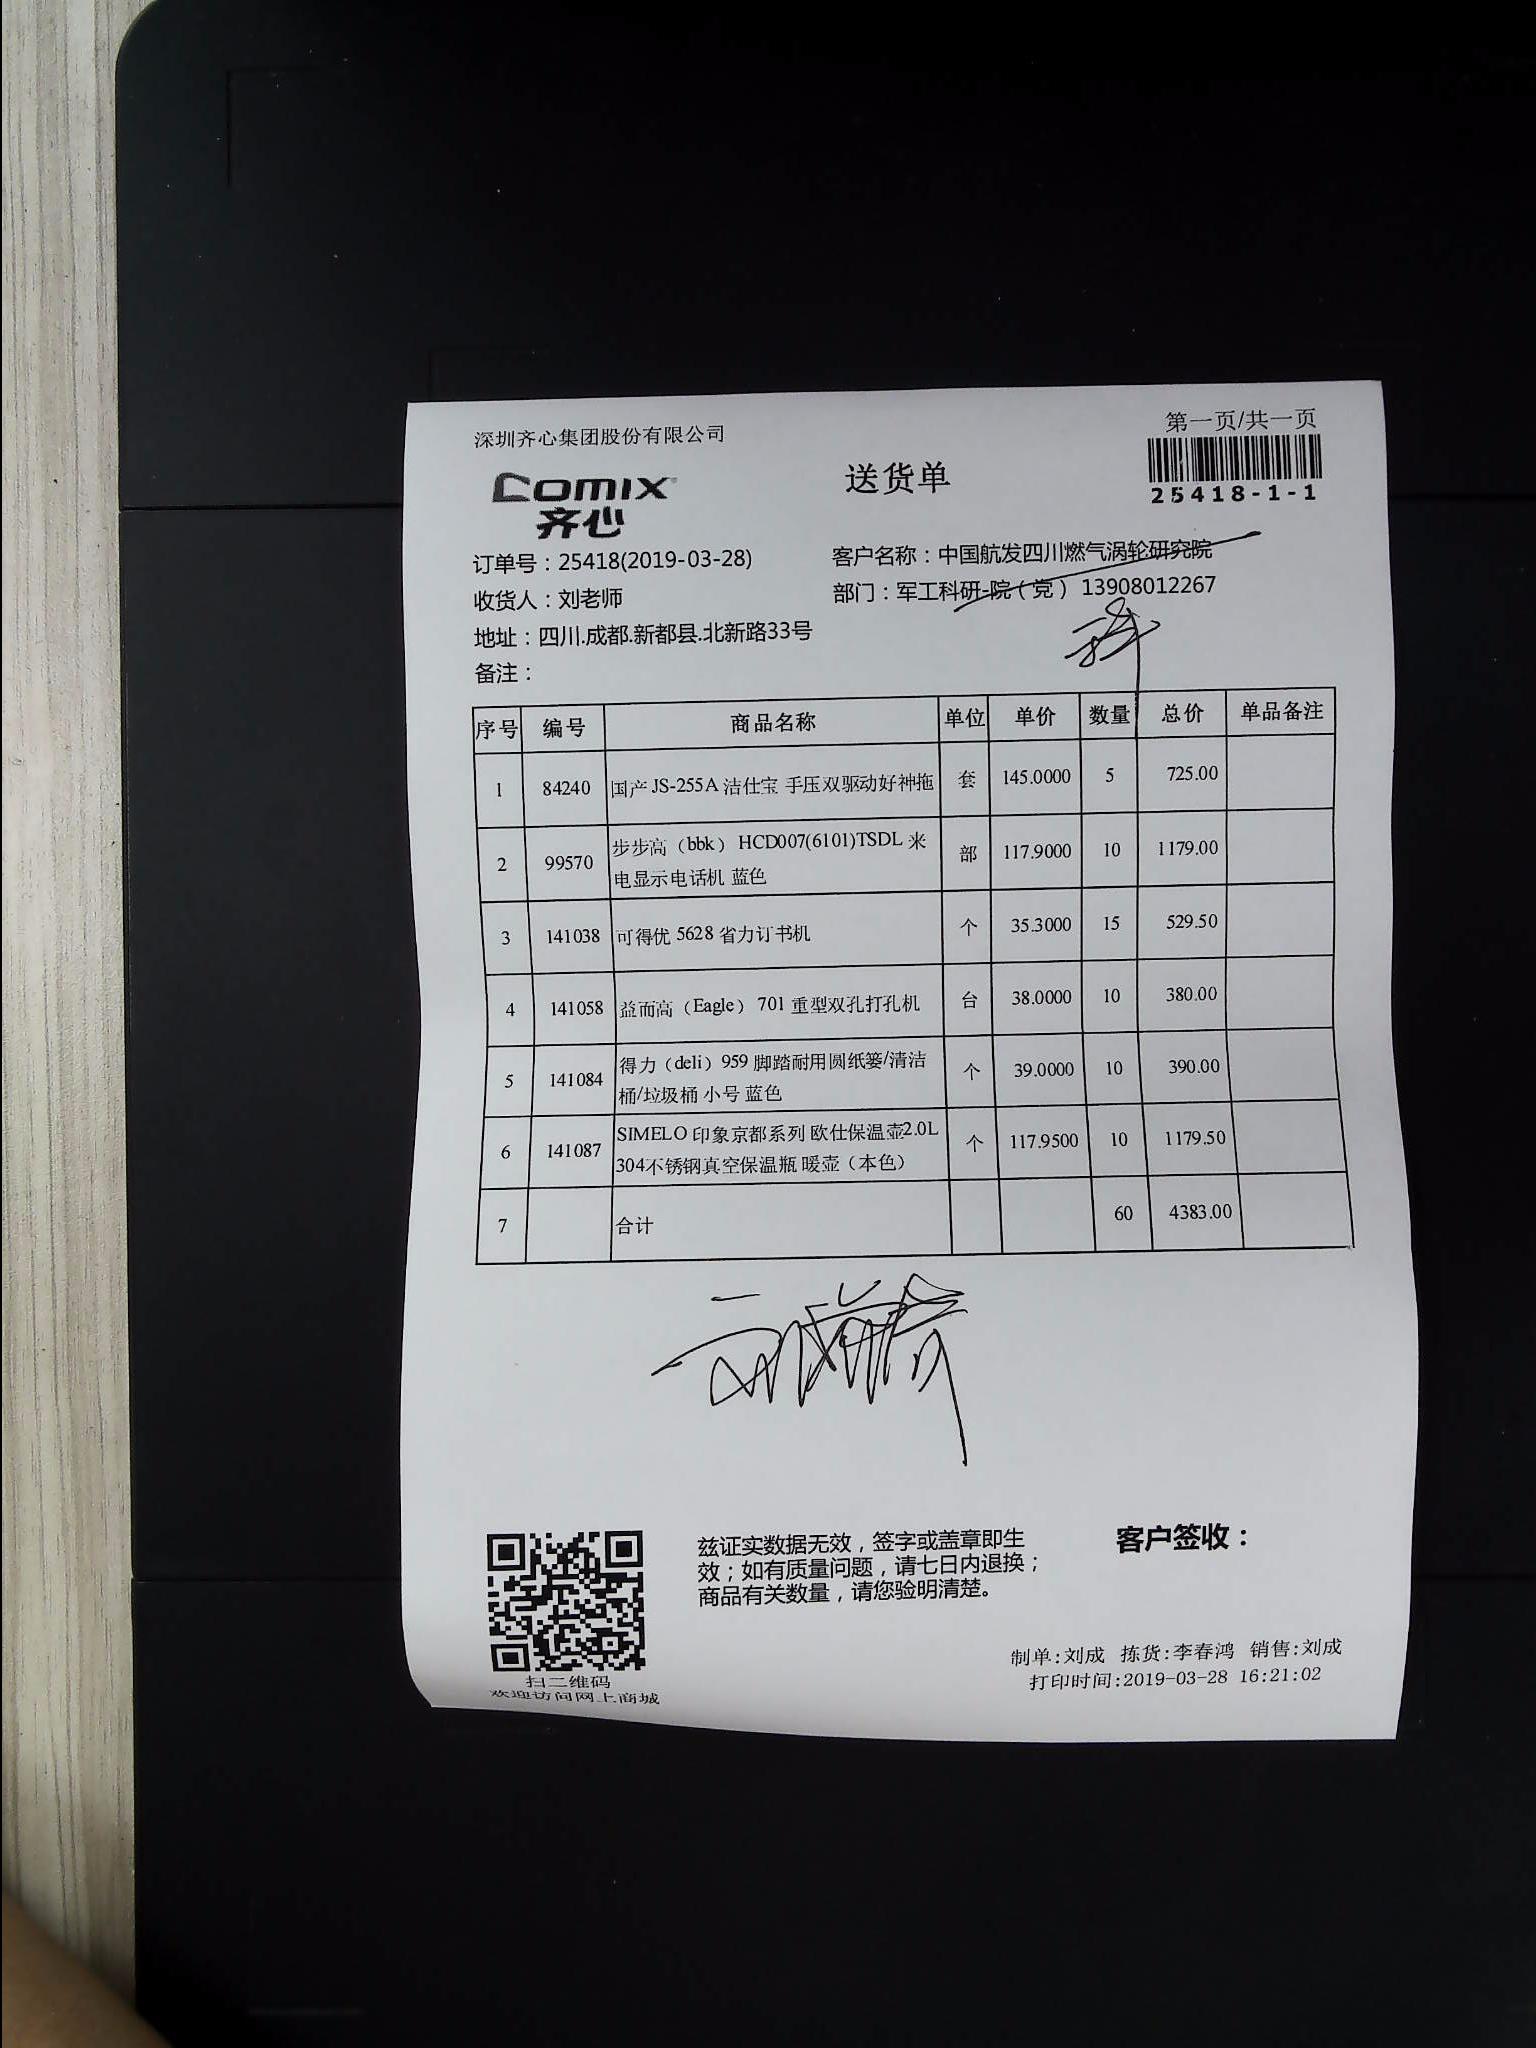 深圳齐心集团股份有限公司
第一页/共一页
COMIX
齐心
送货单
25418-1-1
订单号：25418(2019-03-28)
客户名称：中国航发四川燃气涡轮研究院
收货人：刘老师
部门：军工科研-院（党） 13908012267
地址：四川.成都.新都县.北新路33号
备注：
序号 编号 商品名称 单位 单价 数量 总价 单品备注
1 84240 国产 JS-255A 洁仕宝 手压双驱动好神拖 套 145.0000 5 725.00
2 99570 步步高（bbk） HCD007(6101)TSDL 来 部 117.9000 10 1179.00
电显示电话机 蓝色
3 141038 可得优 5628 省力订书机 个 35.3000 15 529.50
4 141058 益而高（Eagle） 701 重型双孔打孔机 台 38.0000 10 380.00
5 141084 得力（deli）959 脚踏耐用圆纸篓/清洁 个 39.0000 10 390.00
桶/垃圾桶 小号 蓝色
6 141087 SIMELO 印象京都系列 欧仕保温壶2.0L 个 117.9500 10 1179.50
304不锈钢真空保温瓶 暖壶（本色）
7 合计 60 4383.00
兹证实数据无效，签字或盖章即生
效；如有质量问题，请七日内退换；
商品有关数量，请您验明清楚。
客户签收：
扫二维码
欢迎访问网上商城
制单:刘成 拣货:李春鸿 销售:刘成
打印时间:2019-03-28 16:21:02